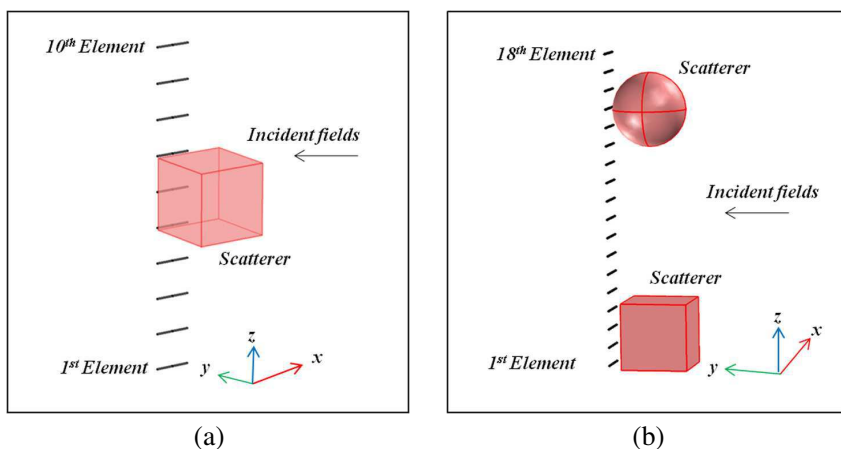 10th Element
Incident fields
Scatterer
1st Element
z
y
x
(a)
18th Element
Scatterer
Incident fields
Scatterer
1st Element
z
x
y
(b)